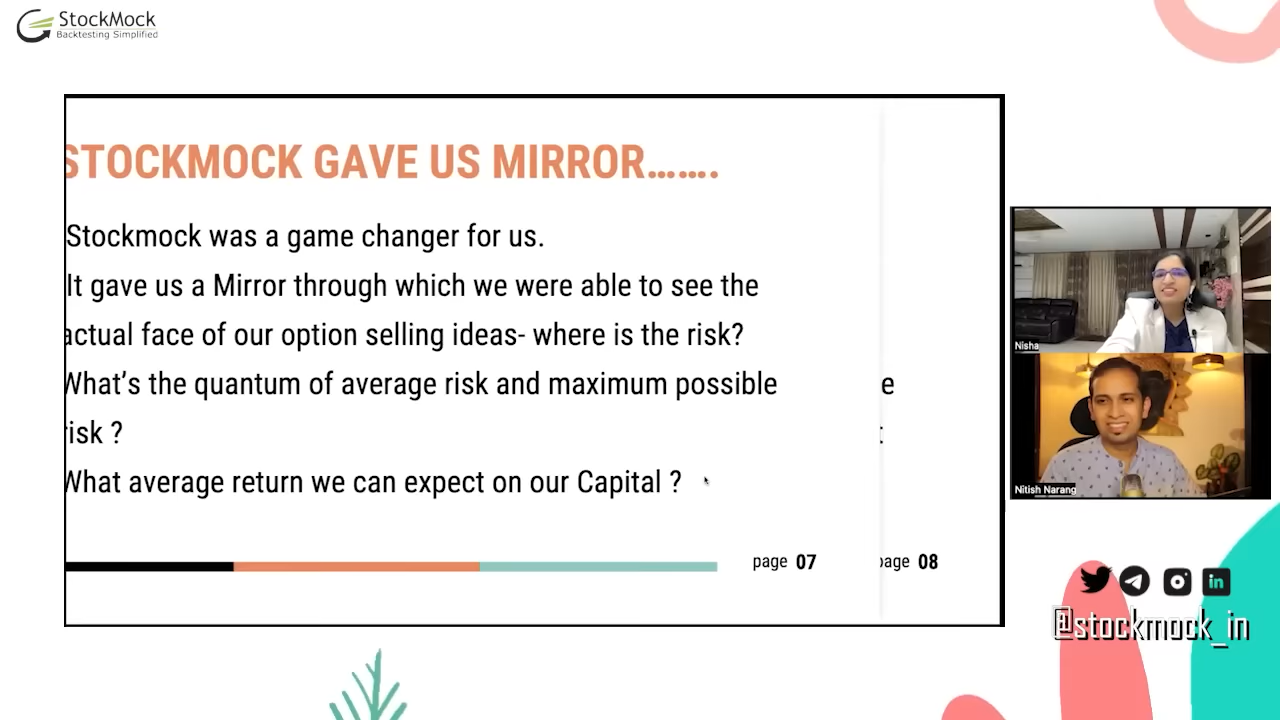 StockMock
Backtesting Simplified
STOCKMOCK GAVE US MIRROR.......
Stockmock was a game changer for us.
It gave us a Mirror through which we were able to see the
actual face of our option selling ideas- where is the risk?
What's the quantum of average risk and maximum possible
risk ?
What average return we can expect on our Capital ?
page 07
page 08
Nisha
Nitish Narang
in
@stockmock_in